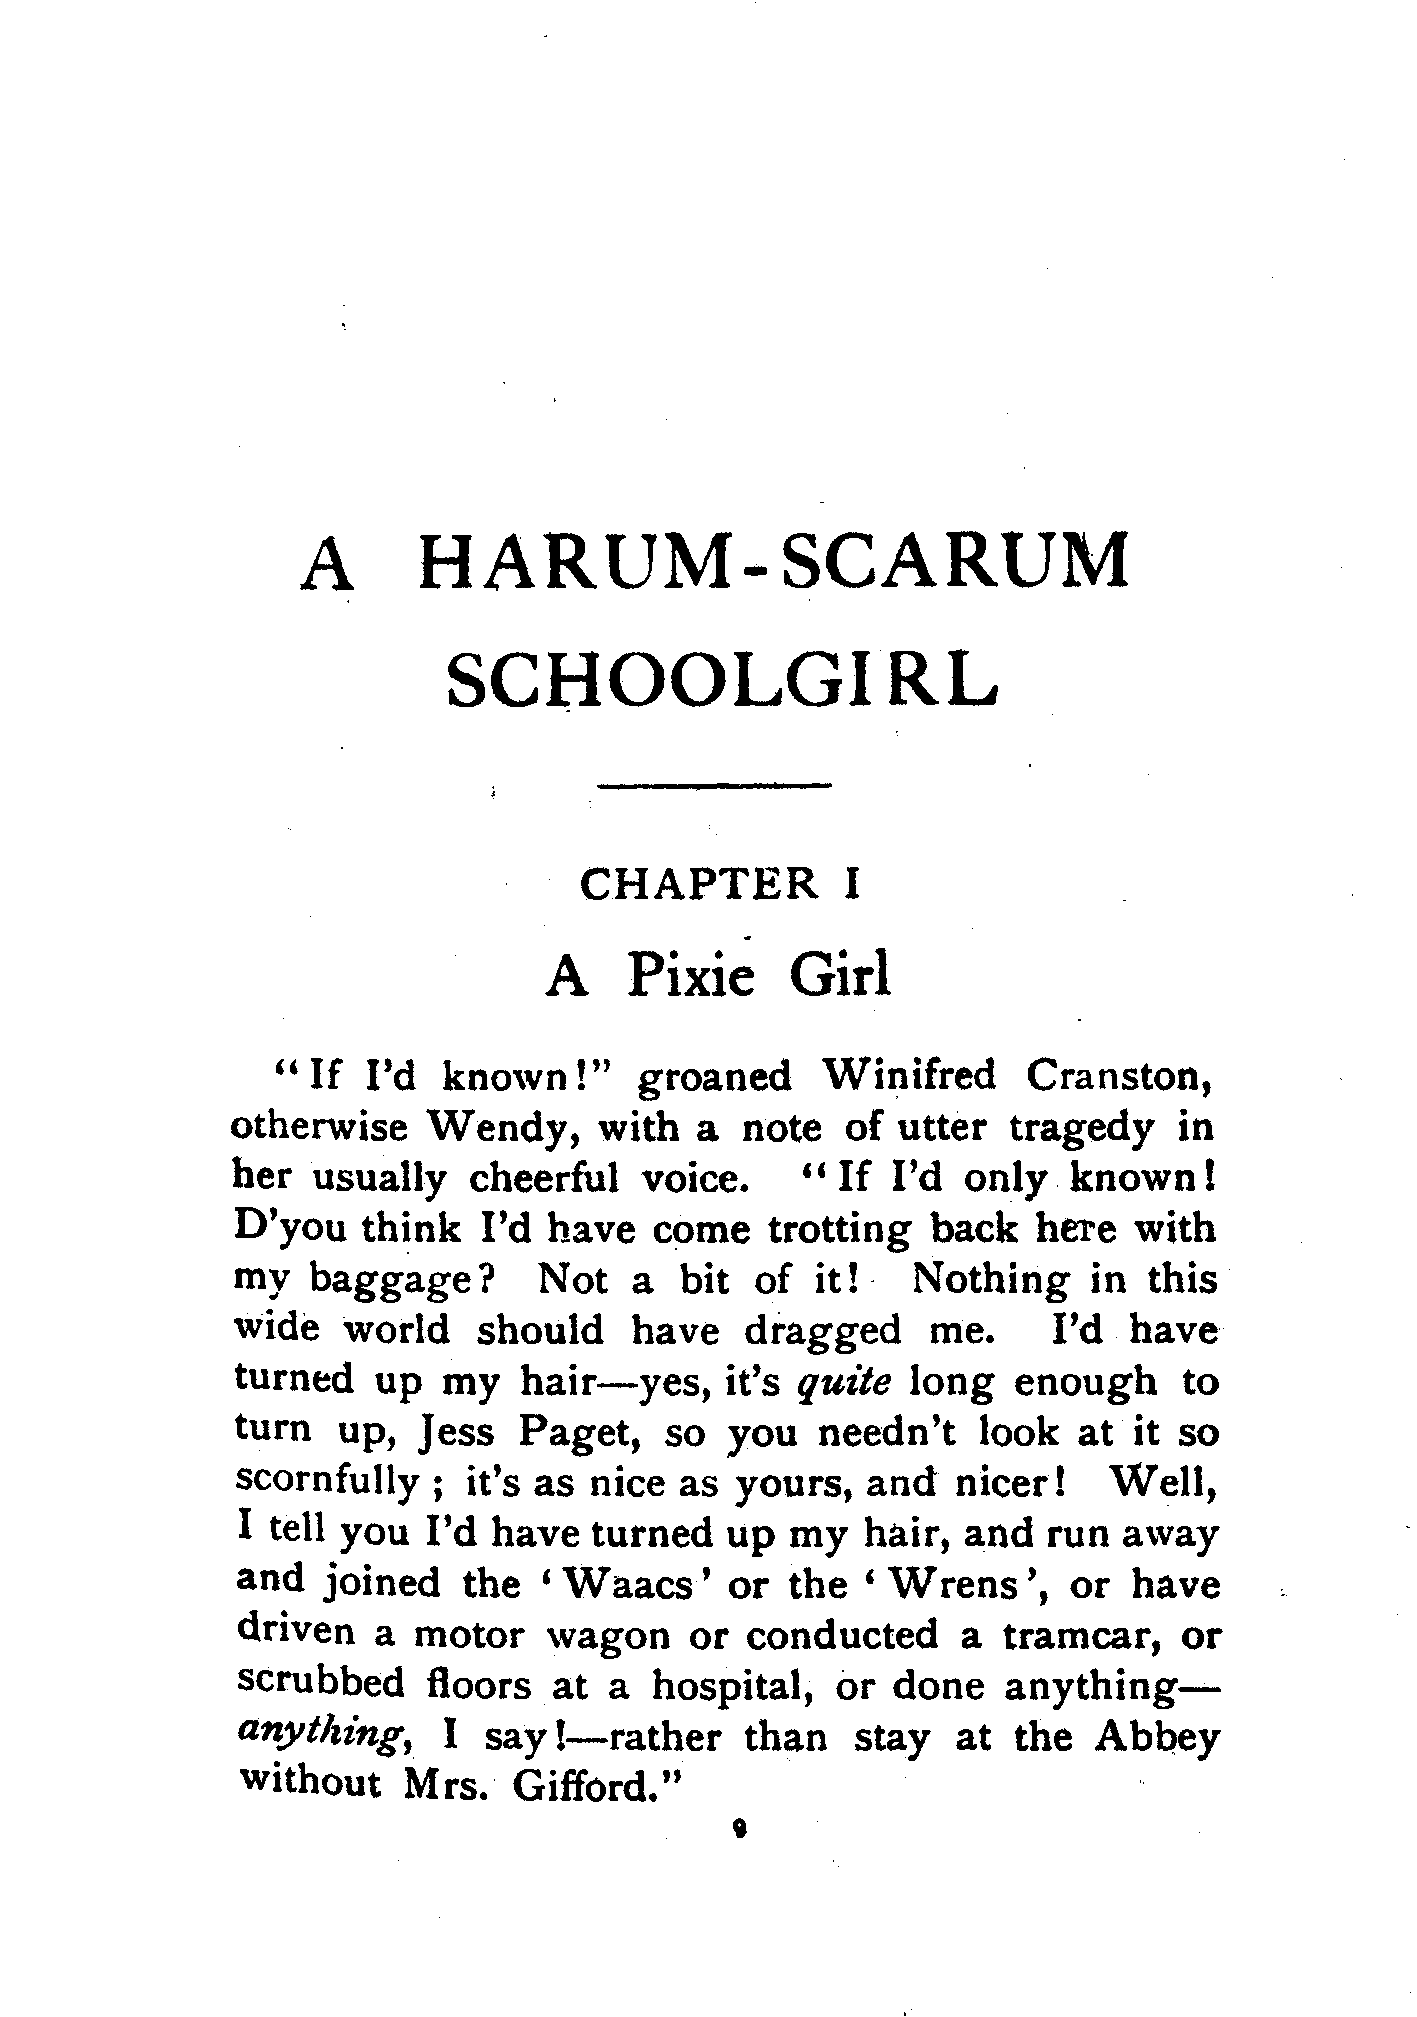 A HARUM-SCARUM
SCHOOLGIRL
CHAPTER I
A Pixie Girl
"If I'd known!" groaned Winifred Cranston,
otherwise Wendy, with a note of utter tragedy in
her usually cheerful voice. "If I'd only known!
D'you think I'd have come trotting back here with
my baggage? Not a bit of it! Nothing in this
wide world should have dragged me. I'd have
turned up my hair—yes, it's quite long enough to
turn up, Jess Paget, so you needn't look at it so
scornfully; it's as nice as yours, and nicer! Well,
I tell you I'd have turned up my hair, and run away
and joined the 'Waacs' or the 'Wrens', or have
driven a motor wagon or conducted a tramcar, or
scrubbed floors at a hospital, or done anything—
anything, I say!—rather than stay at the Abbey
without Mrs. Gifford."
9